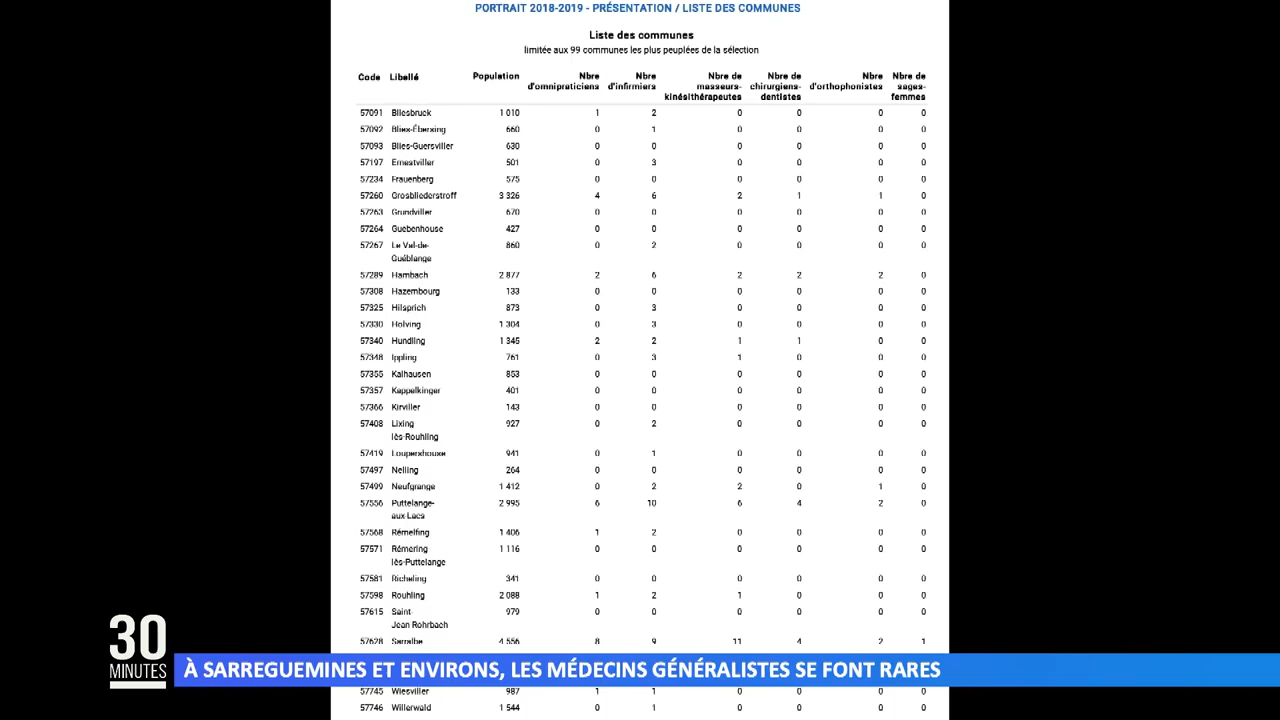 PORTRAIT 2018-2019 - PRÉSENTATION / LISTE DES COMMUNES
Liste des communes
limitée aux 99 communes les plus peuplées de la sélection
Code Libellé Population Nbre d'omnipraticiens Nbre d'infirmiers Nbre de masseurs-kinésithérapeutes Nbre de chirurgiens-dentistes Nbre d'orthophonistes Nbre de sages-femmes
57091 Bliesbruck 1 010 1 2 0 0 0 0
57092 Blies-Ébersing 660 0 1 0 0 0 0
57093 Blies-Guersviller 630 0 0 0 0 0 0
57197 Ernestviller 501 0 3 0 0 0 0
57234 Frauenberg 575 0 0 0 0 0 0
57260 Grosbliederstroff 3 326 4 6 2 1 1 0
57263 Grundviller 670 0 0 0 0 0 0
57264 Guebenhouse 427 0 0 0 0 0 0
57267 Le Val-de- 860 0 2 0 0 0 0
Guéblange
57289 Hambach 2 877 2 6 2 2 2 0
57308 Hazembourg 133 0 0 0 0 0 0
57325 Hilsprich 873 0 3 0 0 0 0
57330 Holving 1 304 0 3 0 0 0 0
57340 Hundling 1 345 2 2 1 1 0 0
57348 Ippling 761 0 3 1 0 0 0
57355 Kalhausen 853 0 0 0 0 0 0
57357 Kappelkinger 401 0 0 0 0 0 0
57366 Kirviller 143 0 0 0 0 0 0
57408 Lixing 927 0 2 0 0 0 0
lès-Rouhling
57419 Loupershouse 941 0 1 0 0 0 0
57497 Nelling 264 0 0 0 0 0 0
57499 Neufgrange 1 412 0 2 2 0 1 0
57556 Puttelange- 2 995 6 10 6 4 2 0
aux-Lacs
57568 Rémelfing 1 406 1 2 0 0 0 0
57571 Rémering 1 116 0 0 0 0 0 0
lès-Puttelange
57581 Richeling 341 0 0 0 0 0 0
57598 Rouhling 2 088 1 2 1 0 0 0
57615 Saint- 979 0 0 0 0 0 0
Jean Rohrbach
57628 Sarralbe 4 556 8 9 11 4 2 1
30
MINUTES
À SARREGUEMINES ET ENVIRONS, LES MÉDECINS GÉNÉRALISTES SE FONT RARES
57745 Wiesviller 987 1 1 0 0 0 0
57746 Willerwald 1 544 0 1 0 0 0 0